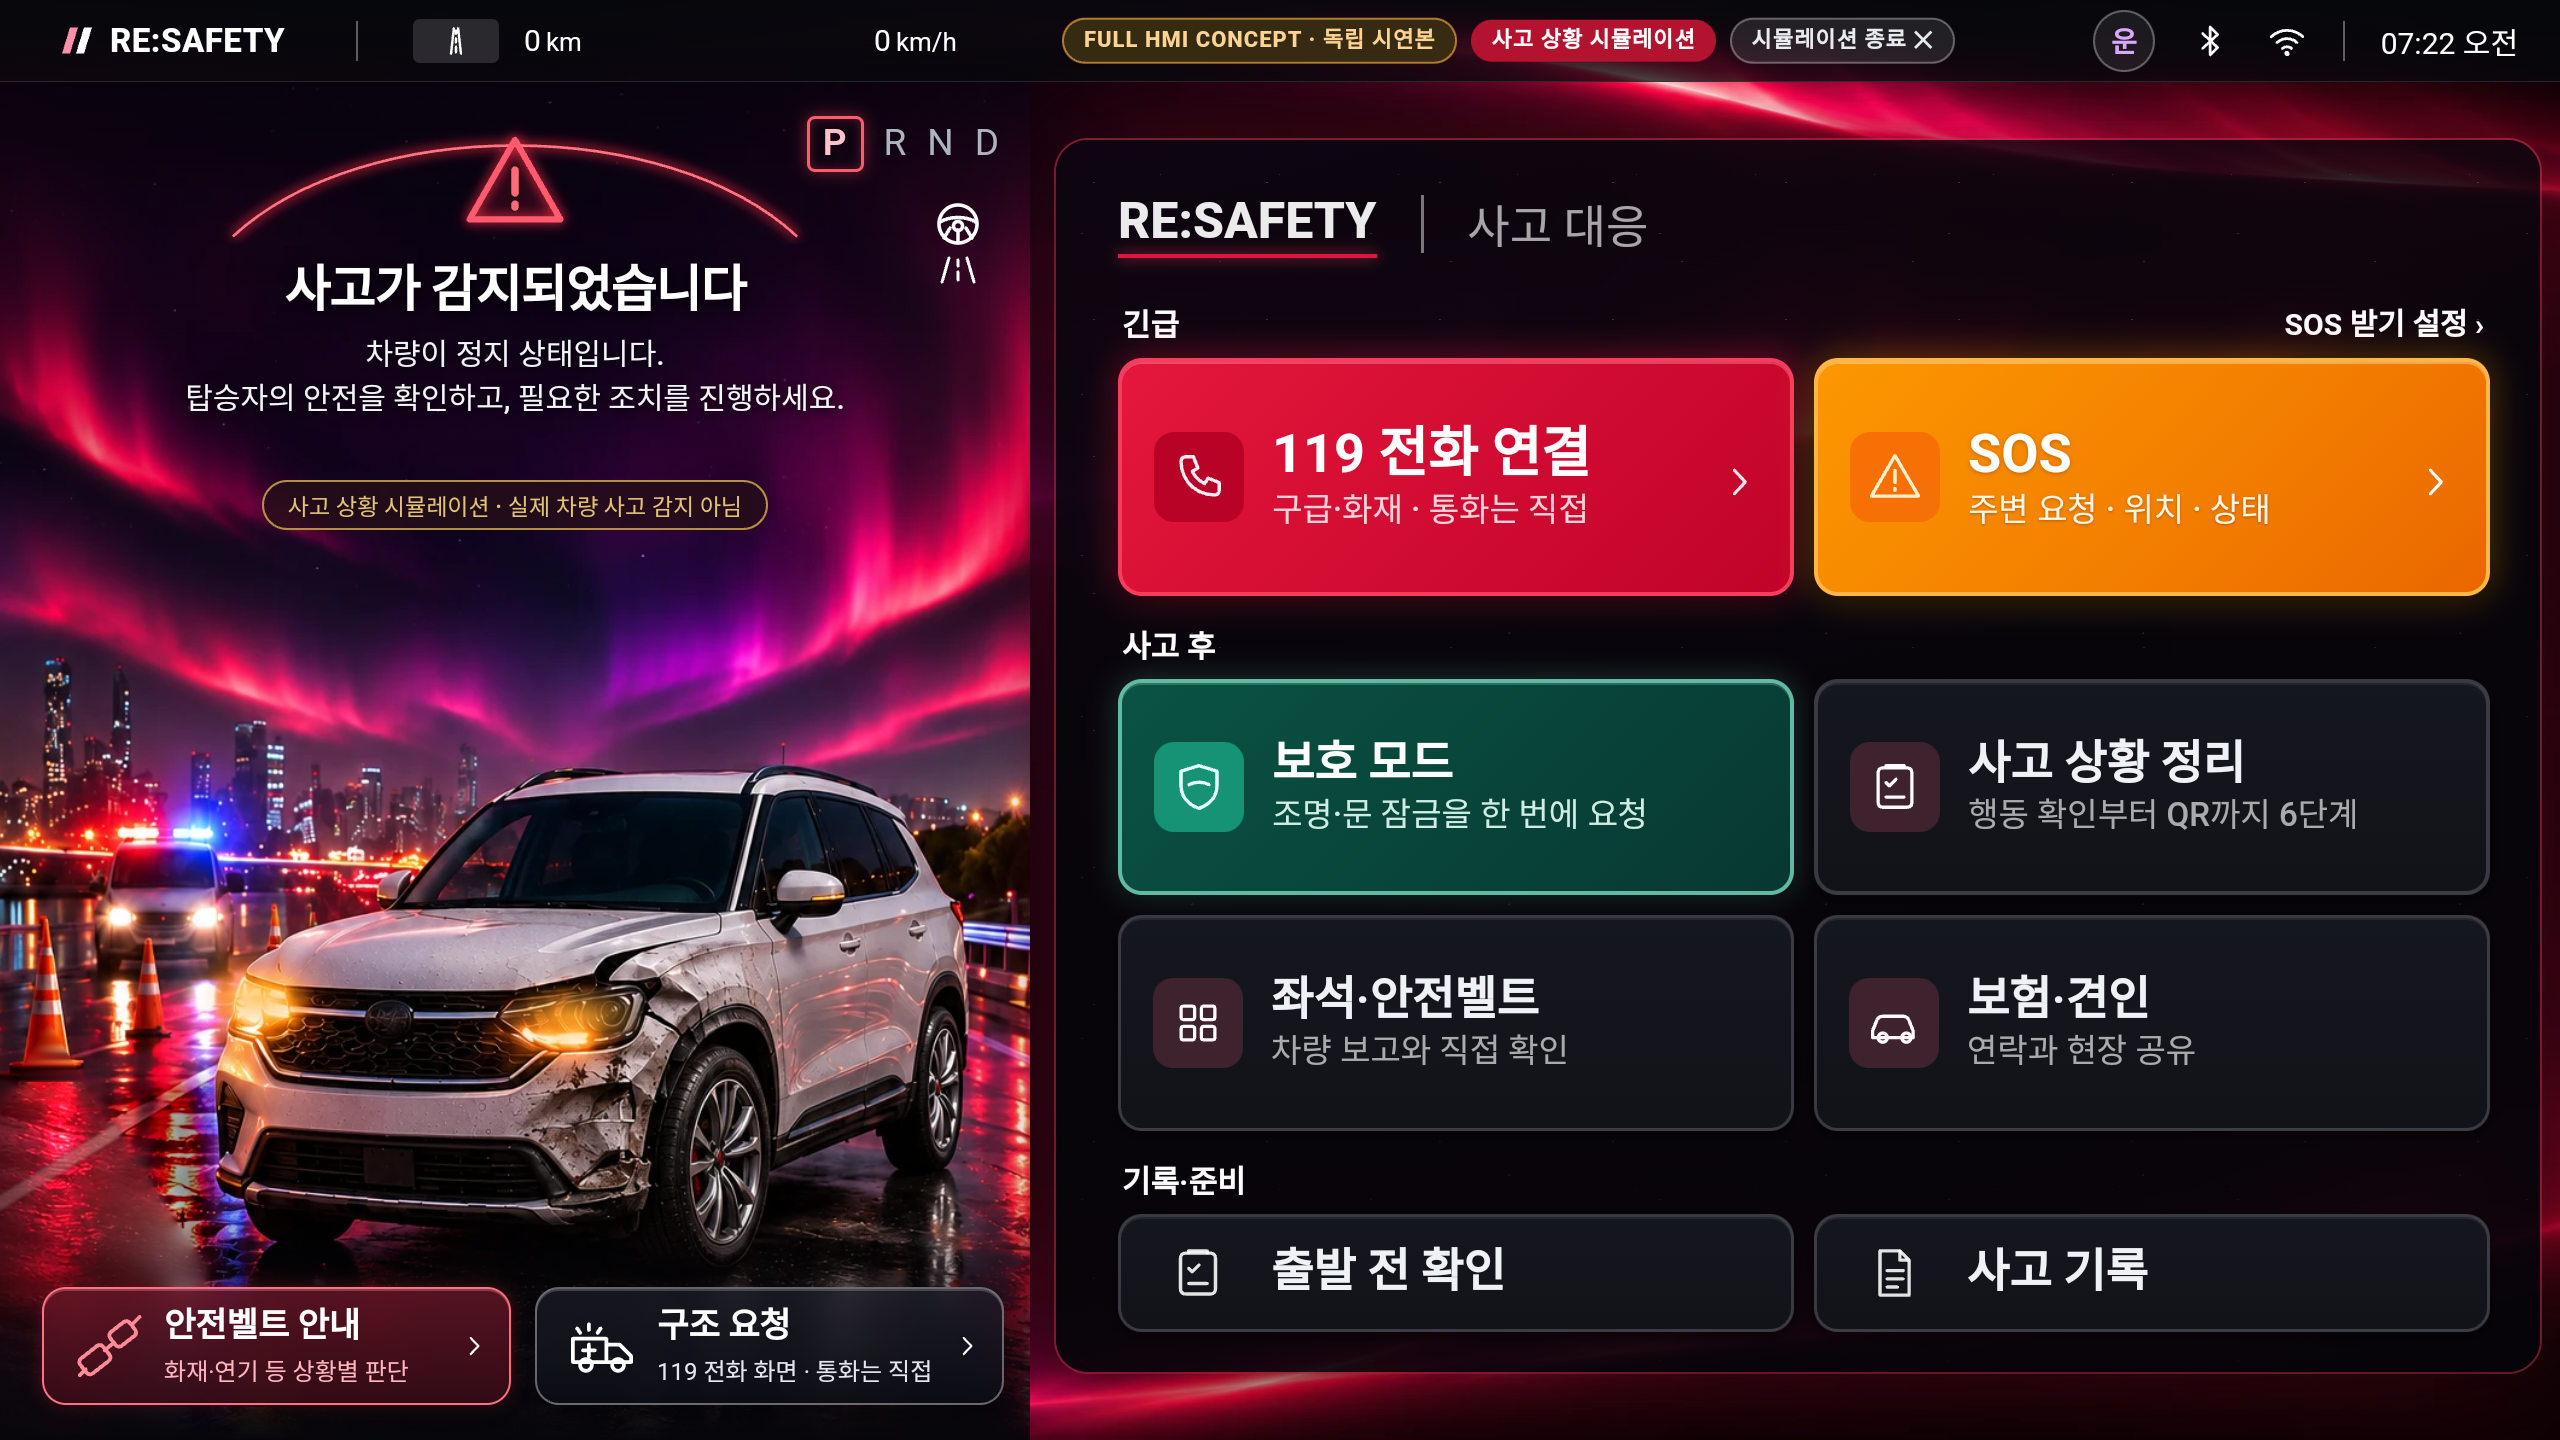 RE:SAFETY
0 km
0 km/h
FULL HMI CONCEPT · 독립 시연본
사고 상황 시뮬레이션
시뮬레이션 종료
운
07:22 오전
P R N D
사고가 감지되었습니다
차량이 정지 상태입니다.
탑승자의 안전을 확인하고, 필요한 조치를 진행하세요.
사고 상황 시뮬레이션 · 실제 차량 사고 감지 아님
안전벨트 안내
화재·연기 등 상황별 판단
구조 요청
119 전화 화면 · 통화는 직접
RE:SAFETY
사고 대응
긴급
SOS 받기 설정 ›
119 전화 연결
구급·화재 · 통화는 직접
SOS
주변 요청 · 위치 · 상태
사고 후
보호 모드
조명·문 잠금을 한 번에 요청
사고 상황 정리
행동 확인부터 QR까지 6단계
좌석·안전벨트
차량 보고와 직접 확인
보험·견인
연락과 현장 공유
기록·준비
출발 전 확인
사고 기록